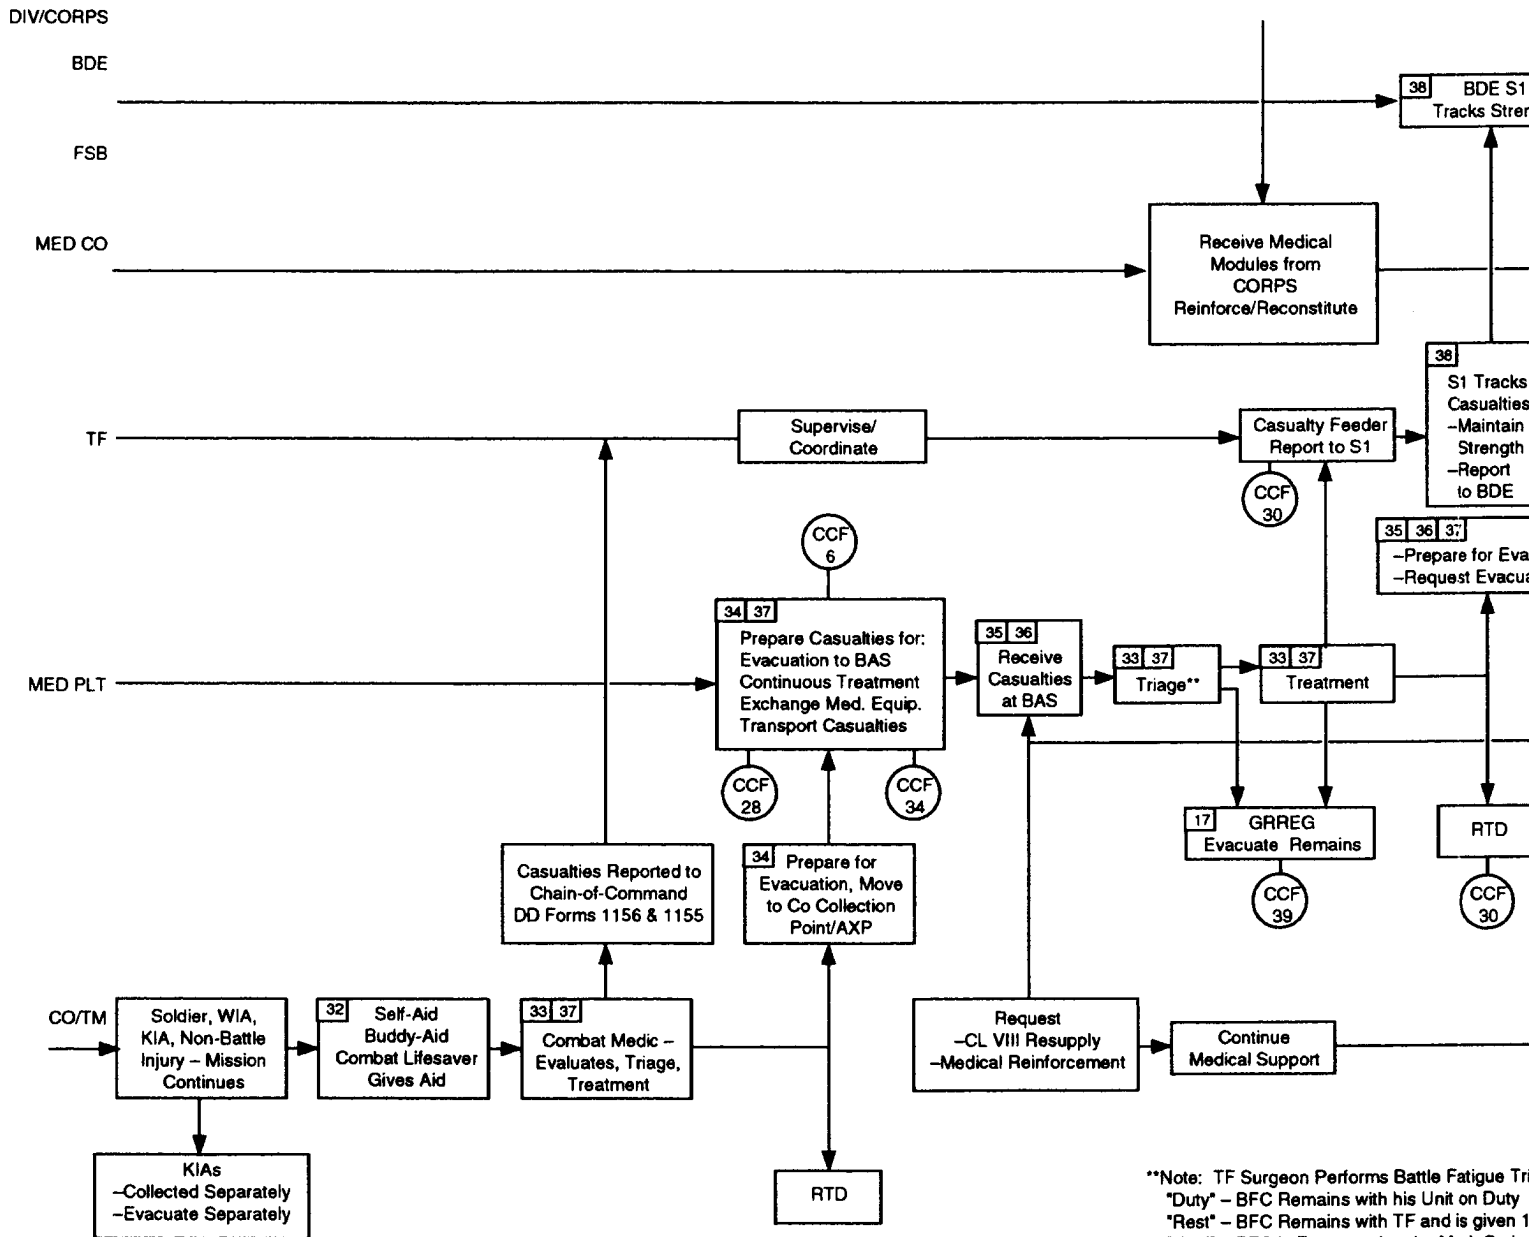 DIV/CORPS
BDE
38 BDE S1
Tracks
FSB
MED CO
Receive Medical
Modules from
CORPS
Reinforce/Reconstitute
38
S1 Tracks
Casualties
–Maintain
Strength
–Report
to BDE
TF
Supervise/
Coordinate
Casualty Feeder
Report to S1
CCF
30
CCF
6
35 36 37
–Prepare for
–Request
MED PLT
34 37
Prepare Casualties for:
Evacuation to BAS
Continuous Treatment
Exchange Med. Equip.
Transport Casualties
35 36
Receive
Casualties
at BAS
33 37
Triage**
33 37
Treatment
CCF
28
CCF
34
17 GRREG
Evacuate Remains
CCF
39
RTD
CCF
30
Casualties Reported to
Chain-of-Command
DD Forms 1156 & 1155
34 Prepare for
Evacuation, Move
to Co Collection
Point/AXP
CO/TM
Soldier, WIA,
KIA, Non-Battle
Injury – Mission
Continues
32 Self-Aid
Buddy-Aid
Combat Lifesaver
Gives Aid
33 37
Combat Medic –
Evaluates, Triage,
Treatment
Request
–CL VIII Resupply
–Medical Reinforcement
Continue
Medical Support
KIAs
–Collected Separately
–Evacuate Separately
RTD
**Note: TF Surgeon Performs Battle Fatigue
"Duty" – BFC Remains with his Unit on Duty
"Rest" – BFC Remains with TF and is given